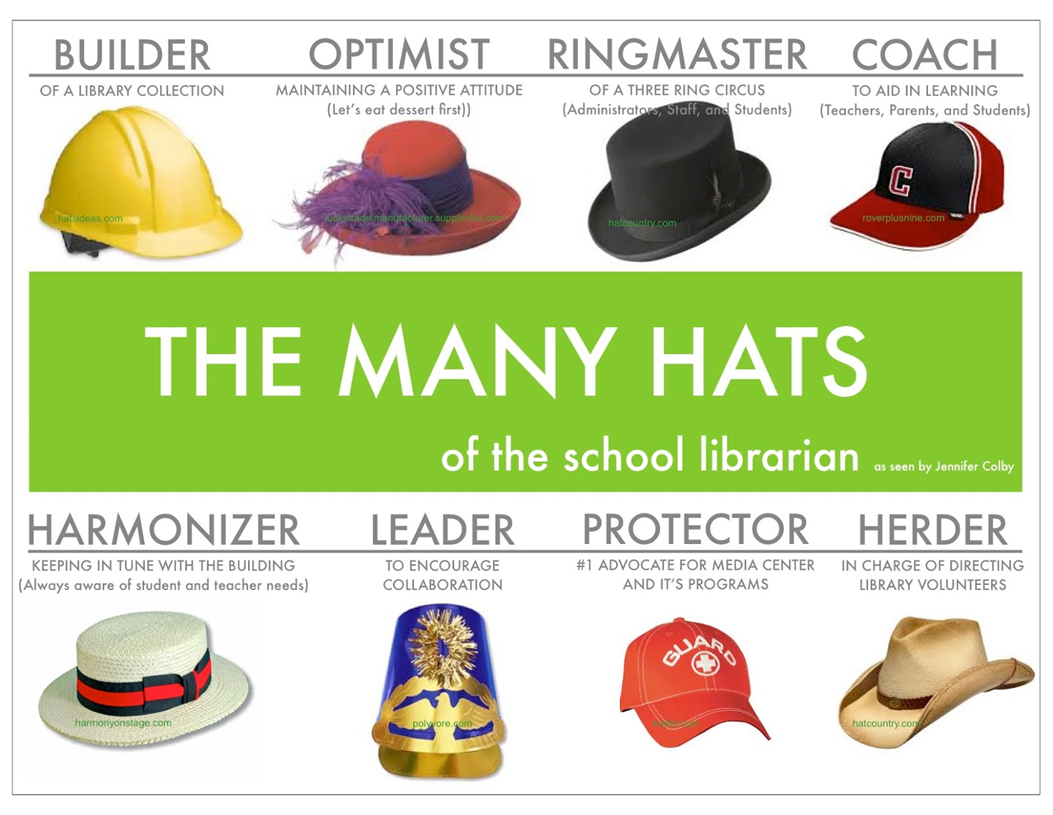 BUILDER
OF A LIBRARY COLLECTION
OPTIMIST
MAINTAINING A POSITIVE ATTITUDE
(Let's eat dessert first))
RINGMASTER
OF A THREE RING CIRCUS
(Administrators, Staff, and Students)
COACH
TO AID IN LEARNING
(Teachers, Parents, and Students)
hatsideas.com
hatcountry.com
C
roverplusnine.com
THE MANY HATS
of the school librarian
as seen by Jennifer Colby
HARMONIZER
KEEPING IN TUNE WITH THE BUILDING
(Always aware of student and teacher needs)
LEADER
TO ENCOURAGE
COLLABORATION
PROTECTOR
#1 ADVOCATE FOR MEDIA CENTER
AND IT'S PROGRAMS
HERDER
IN CHARGE OF DIRECTING
LIBRARY VOLUNTEERS
GUARD
harmonyonstage.com
polyvore.com
hatcountry.com